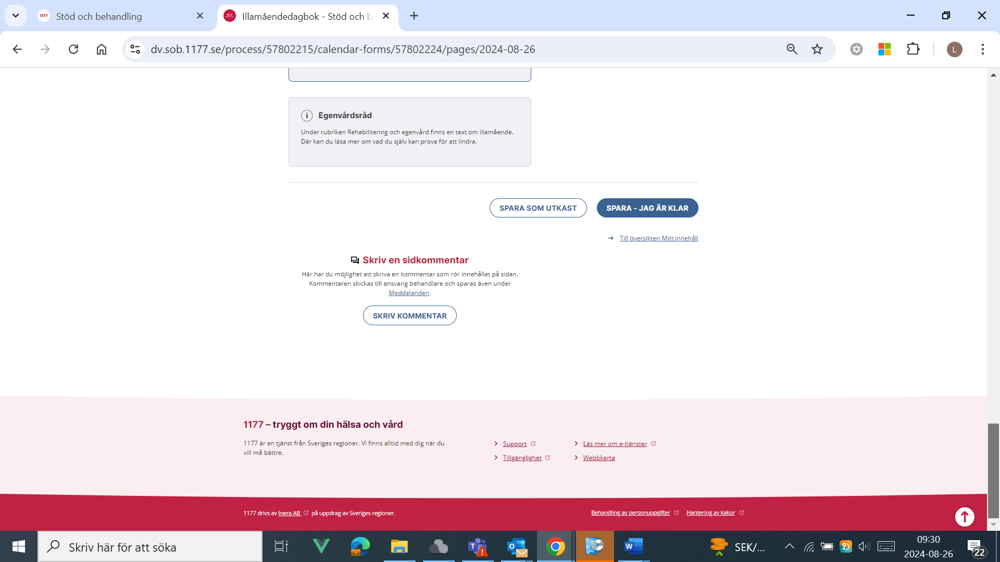 1177 Stöd och behandling
1177 Illamåendedagbok - Stöd och b
dv.sob.1177.se/process/57802215/calendar-forms/57802224/pages/2024-08-26
L
Egenvårdsråd
Under rubriken Rehabilitering och egenvård finns en text om illamående.
Där kan du läsa mer om vad du själv kan prova för att lindra.
SPARA SOM UTKAST
SPARA – JAG ÄR KLAR
Till översikten Mitt innehåll
Skriv en sidkommentar
Här har du möjlighet att skriva en kommentar som rör innehållet på sidan.
Kommentaren skickas till ansvarig behandlare och sparas även under
Meddelanden.
SKRIV KOMMENTAR
1177 – tryggt om din hälsa och vård
1177 är en tjänst från Sveriges regioner. Vi finns alltid med dig när du
vill må bättre.
Support
Tillgänglighet
Läs mer om e-tjänster
Webbkarta
1177 drivs av Inera AB på uppdrag av Sveriges regioner.
Behandling av personuppgifter
Hantering av kakor
Skriv här för att söka
SEK/...
09:30
2024-08-26
22